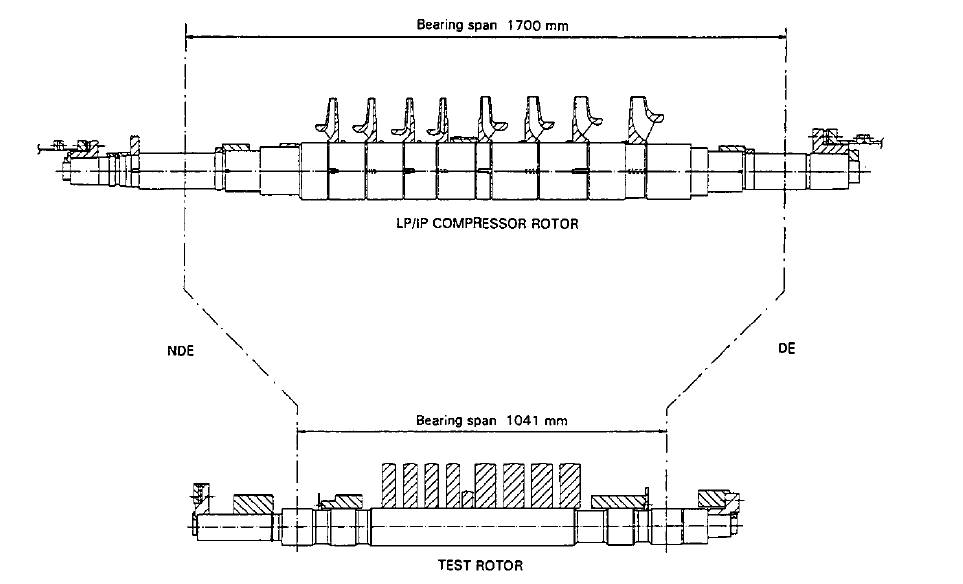 Bearing span 1700 mm
LP/IP COMPRESSOR ROTOR
NDE
DE
Bearing span 1041 mm
TEST ROTOR